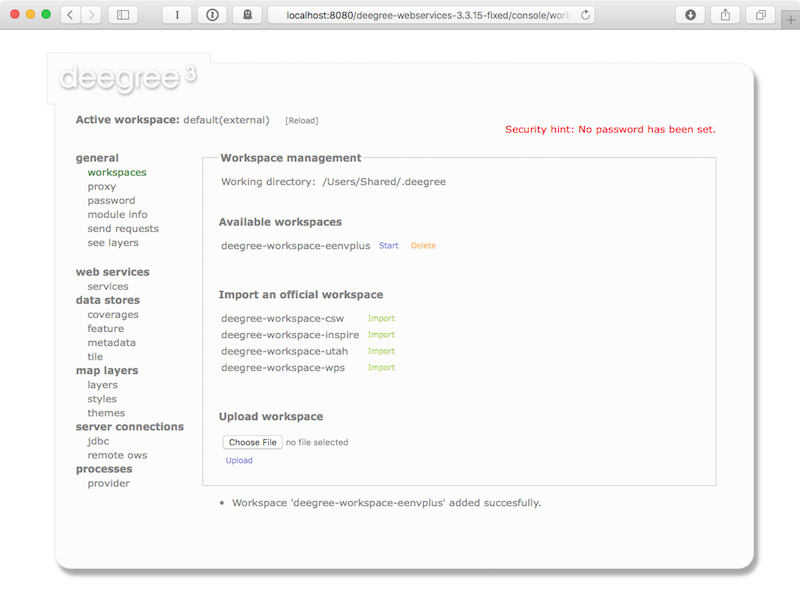 localhost:8080/deegree-webservices-3.3.15-fixed/console/work
deegree 3
Active workspace: default(external) [Reload]
Security hint: No password has been set.
general
workspaces
proxy
password
module info
send requests
see layers
web services
services
data stores
coverages
feature
metadata
tile
map layers
layers
styles
themes
server connections
jdbc
remote ows
processes
provider
Workspace management
Working directory: /Users/Shared/.deegree
Available workspaces
deegree-workspace-eenvplus Start Delete
Import an official workspace
deegree-workspace-csw Import
deegree-workspace-inspire Import
deegree-workspace-utah Import
deegree-workspace-wps Import
Upload workspace
Choose File no file selected
Upload
• Workspace 'deegree-workspace-eenvplus' added succesfully.